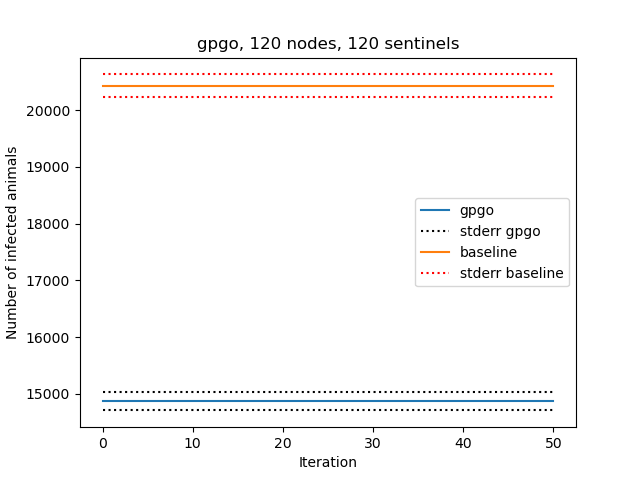 gpgo, 120 nodes, 120 sentinels
20000
19000
18000
17000
16000
15000
Number of infected animals
gpgo
stderr gpgo
baseline
stderr baseline
0 10 20 30 40 50
Iteration